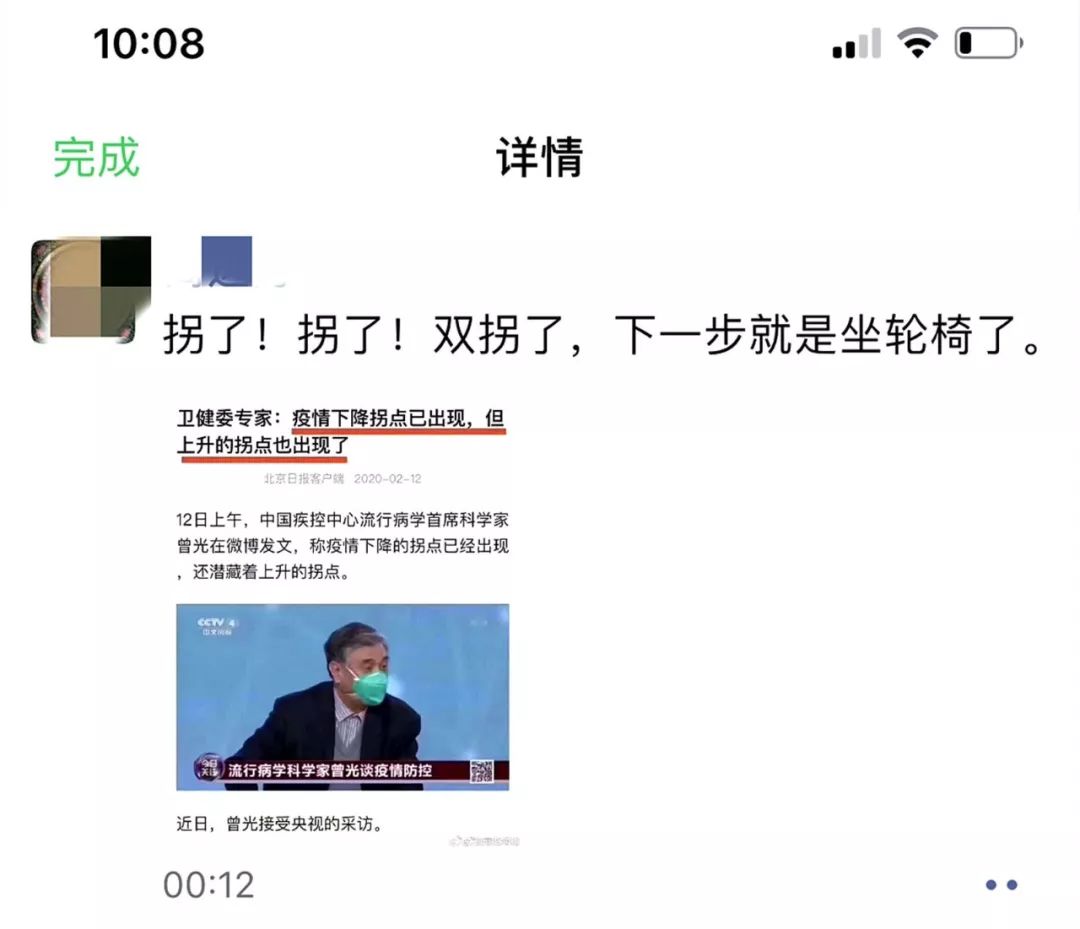 10:08
完成
详情
拐了！拐了！双拐了，下一步就是坐轮椅了。
卫健委专家：疫情下降拐点已出现，但
上升的拐点也出现了
北京日报客户端 2020-02-12
12日上午，中国疾控中心流行病学首席科学家
曾光在微博发文，称疫情下降的拐点已经出现
，还潜藏着上升的拐点。
CCTV 4
中文国际
今日
关注
流行病学科学家曾光谈疫情防控
近日，曾光接受央视的采访。
00:12